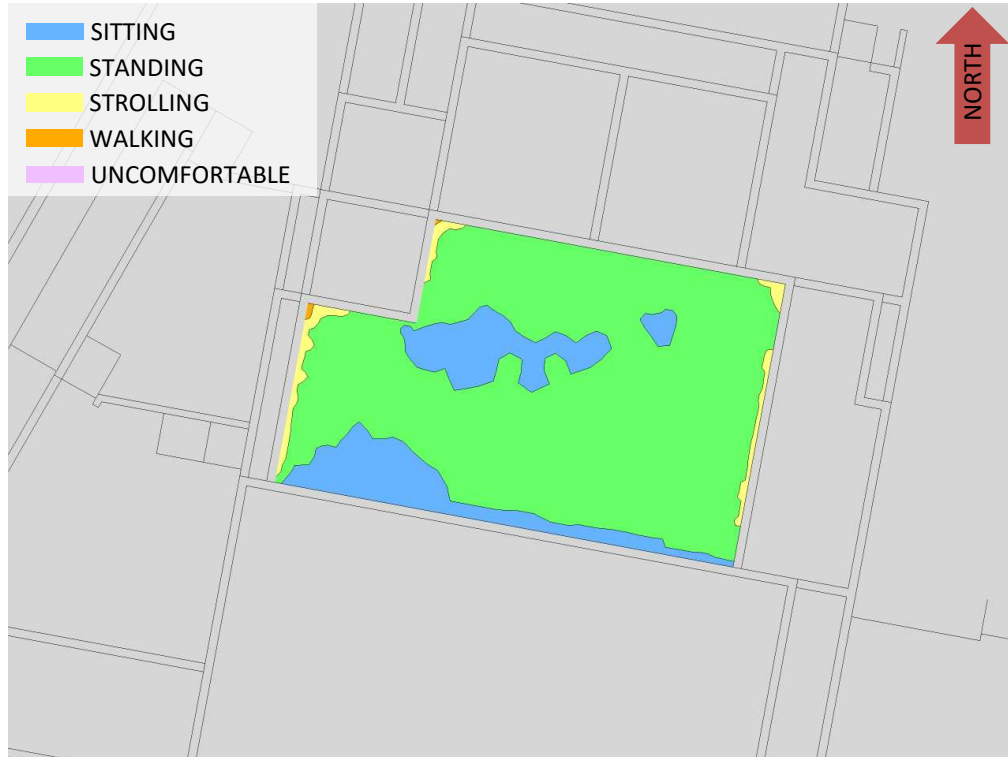 SITTING
STANDING
STROLLING
WALKING
UNCOMFORTABLE
NORTH